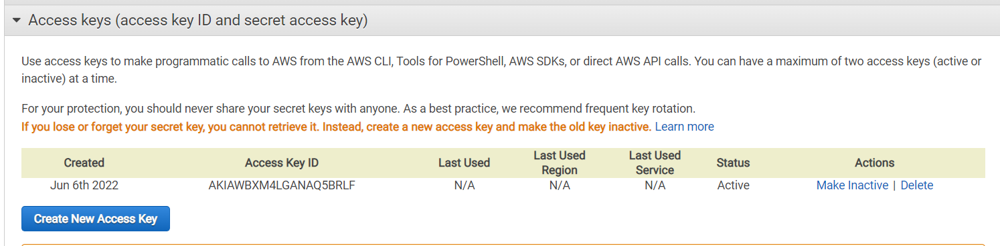 Access keys (access key ID and secret access key)
Use access keys to make programmatic calls to AWS from the AWS CLI, Tools for PowerShell, AWS SDKs, or direct AWS API calls. You can have a maximum of two access keys (active or
inactive) at a time.
For your protection, you should never share your secret keys with anyone. As a best practice, we recommend frequent key rotation.
If you lose or forget your secret key, you cannot retrieve it. Instead, create a new access key and make the old key inactive. Learn more
Created Access Key ID Last Used Last Used Region Last Used Service Status Actions
Jun 6th 2022 AKIAWBXM4LGANAQ5BRLF N/A N/A N/A Active Make Inactive | Delete
Create New Access Key